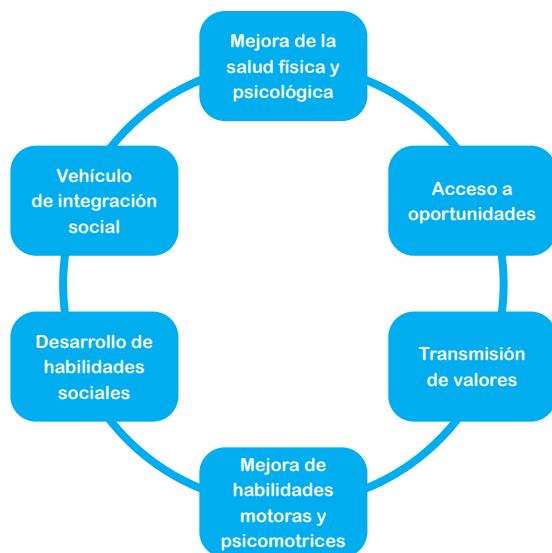 Mejora de la
salud física y
psicológica
Acceso a
oportunidades
Transmisión
de valores
Mejora de
habilidades
motoras y
psicomotrices
Desarrollo de
habilidades
sociales
Vehículo
de integración
social